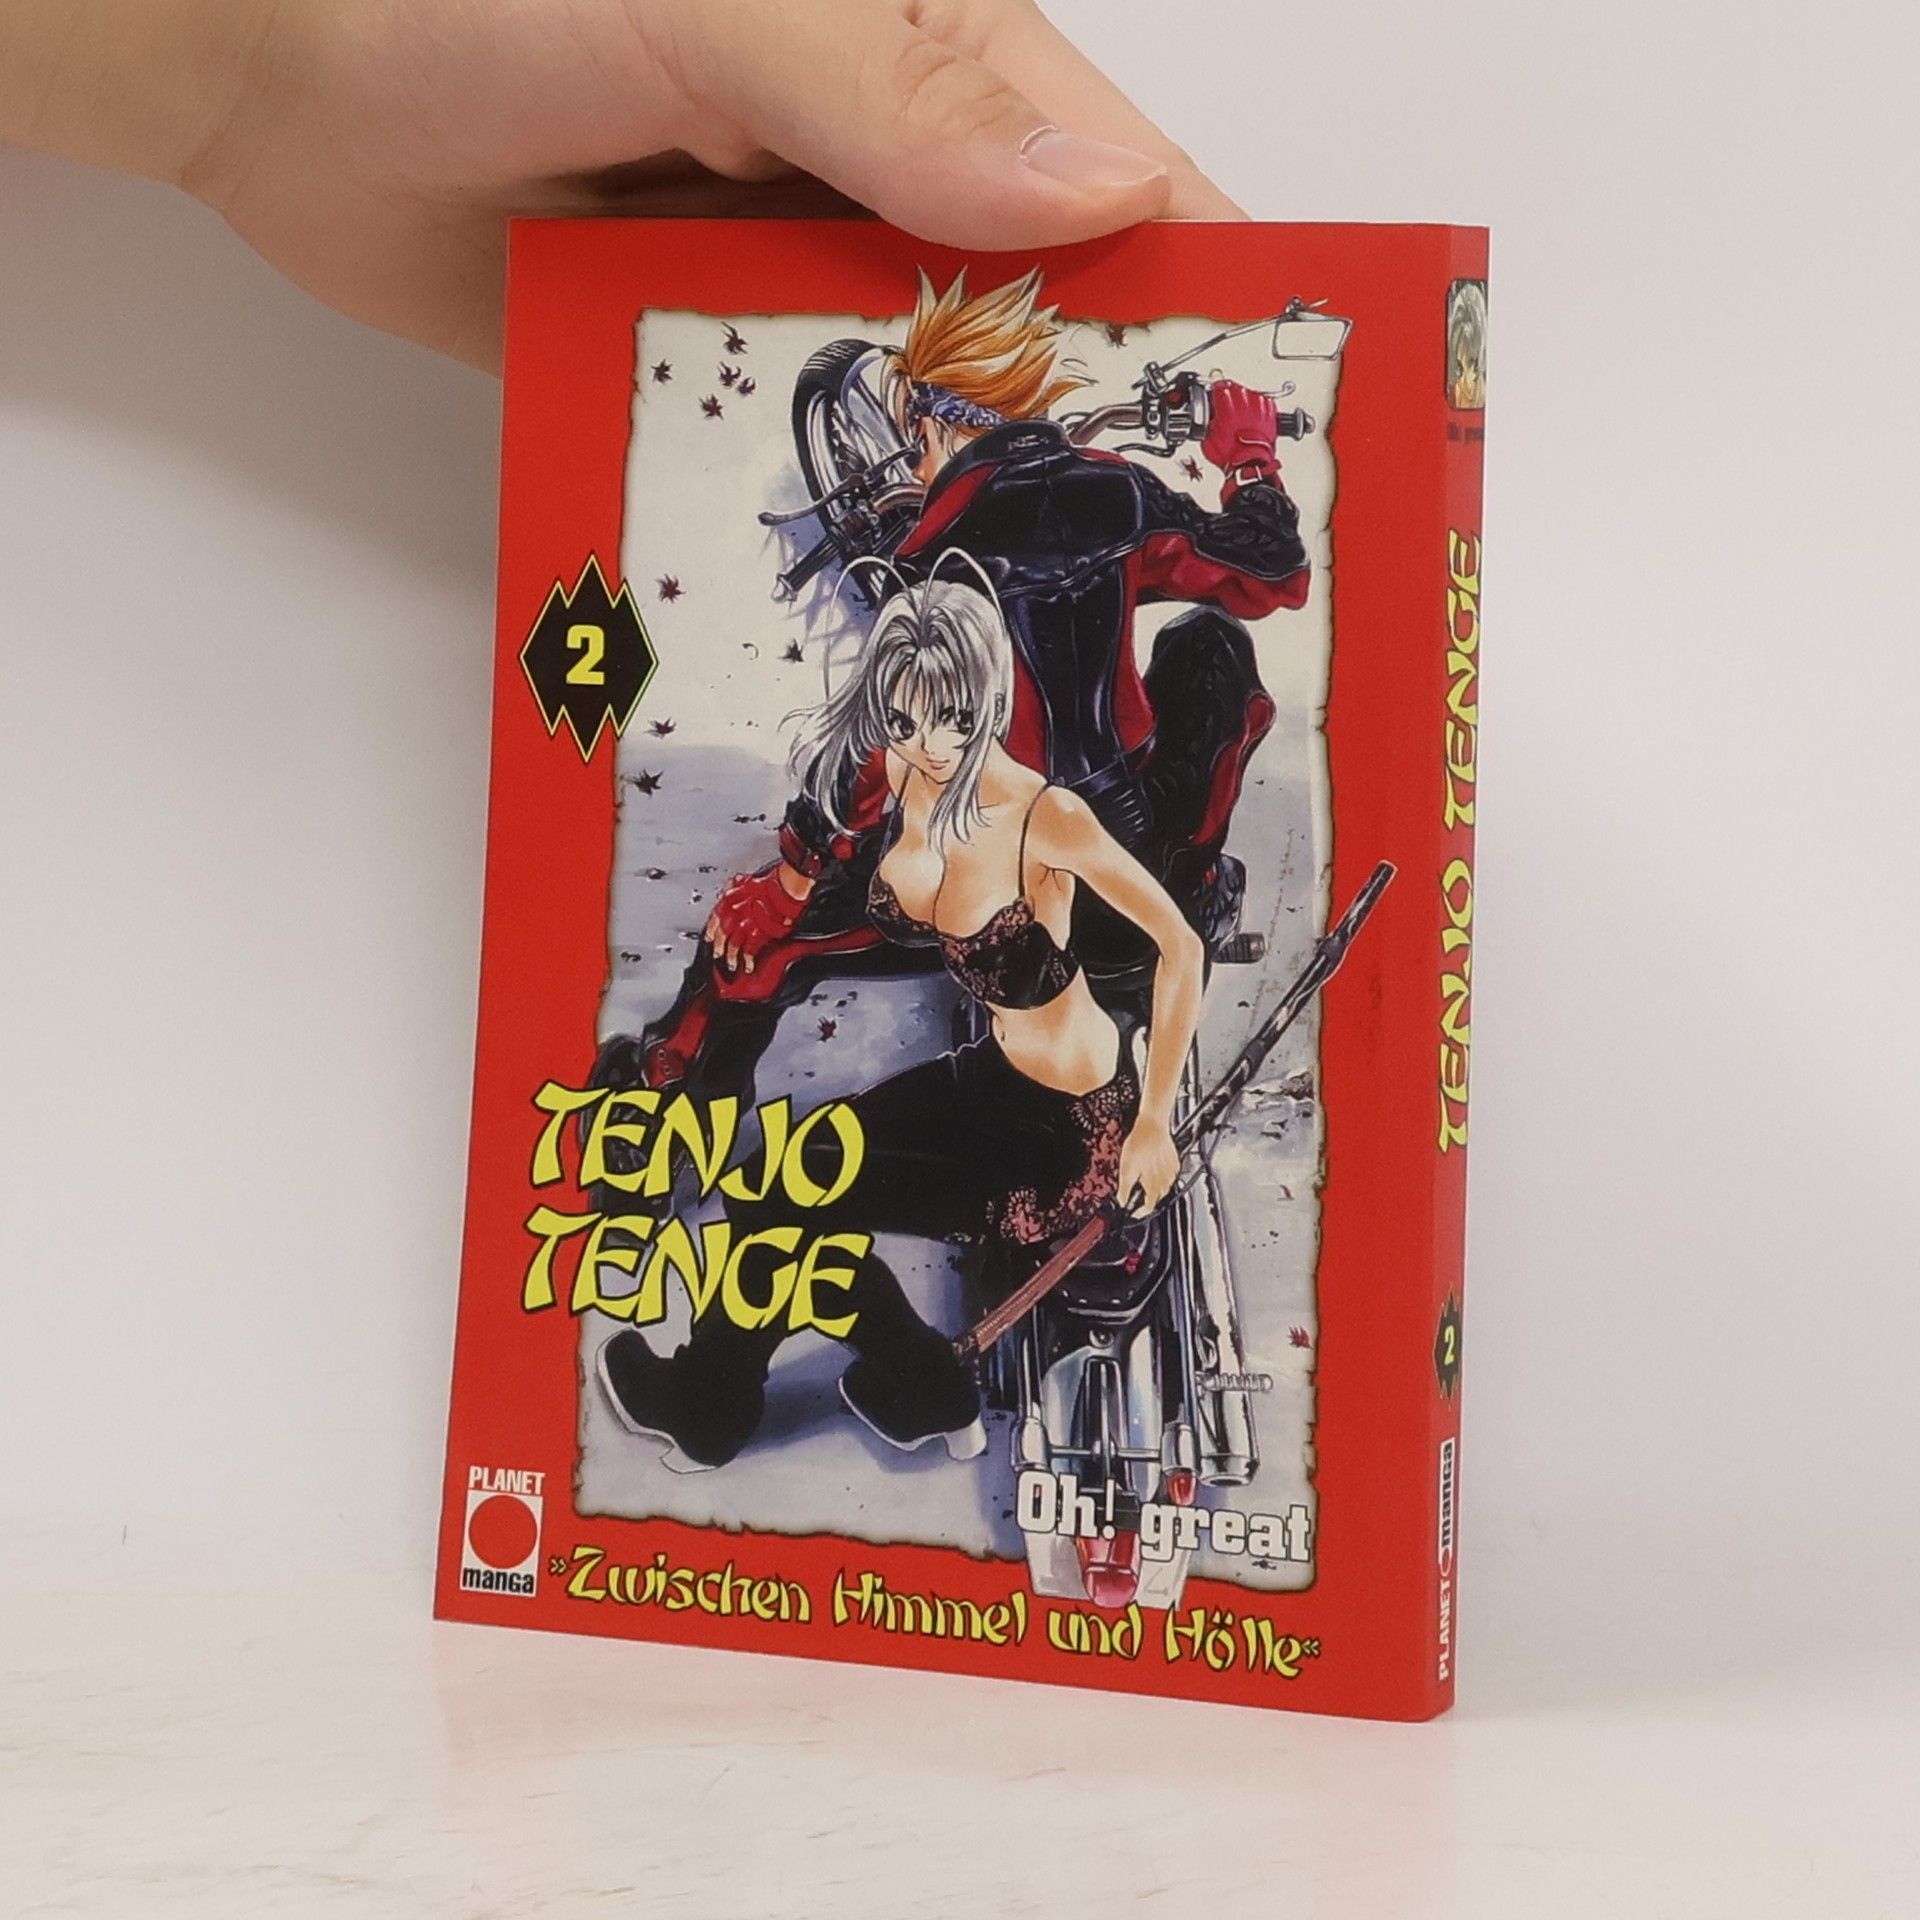 2
TENJO
TENGE
Oh! great
PLANET
manga
»Zwischen Himmel und Hölle«
TENJO TENGE
2
PLANET manga